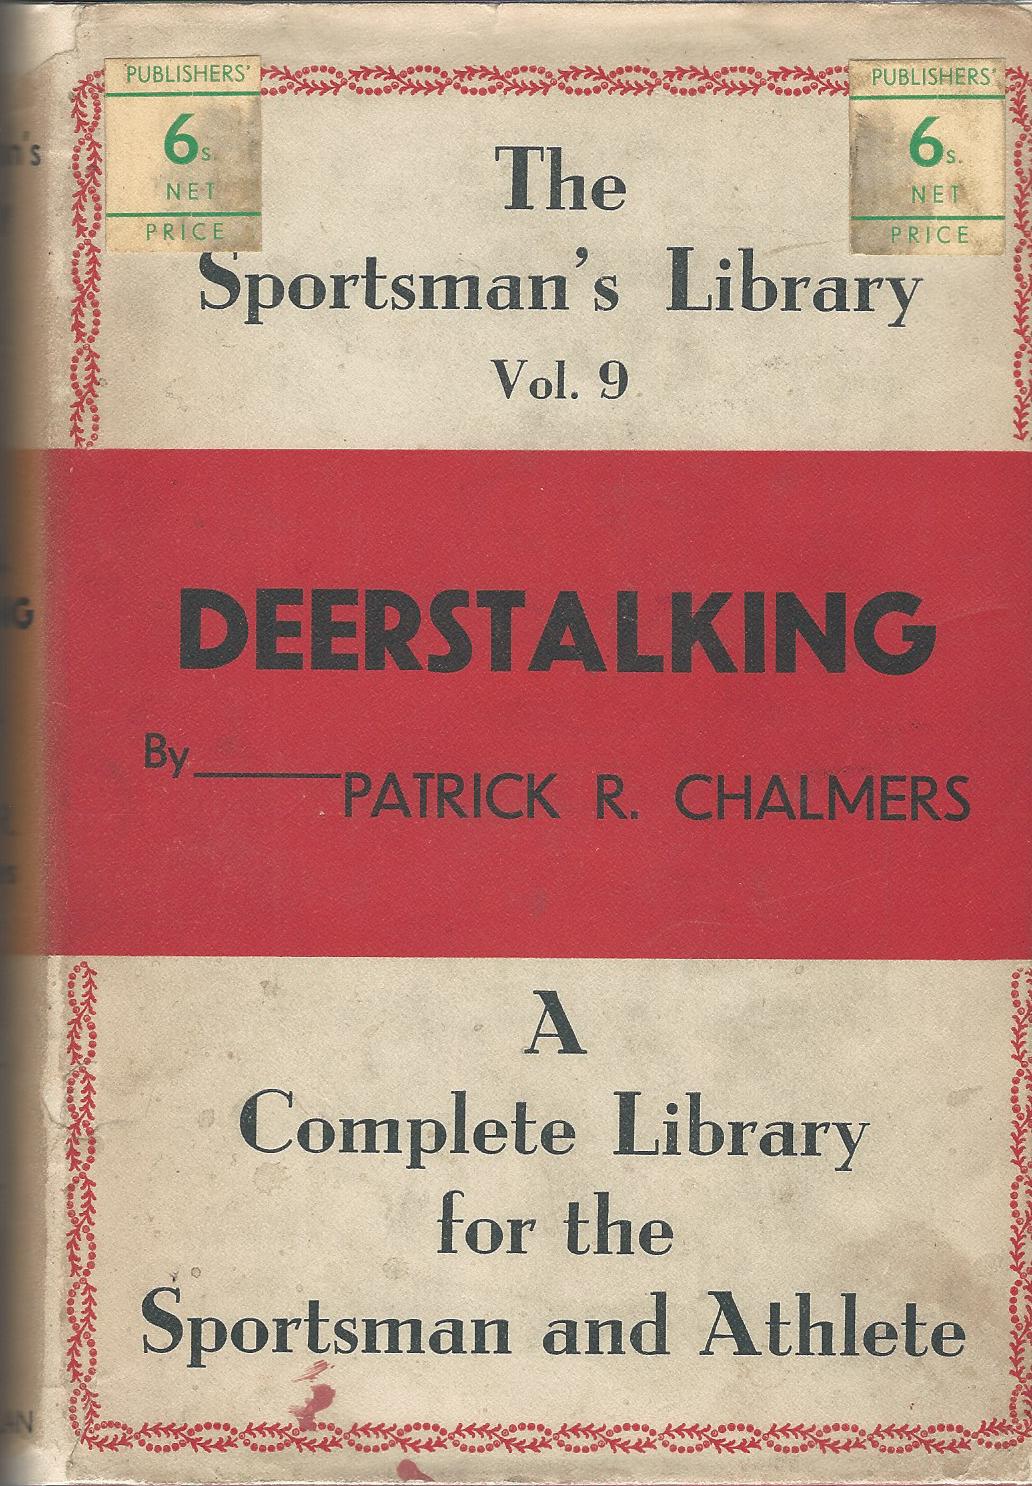 PUBLISHERS'
6s.
NET
PRICE
PUBLISHERS'
6s.
NET
PRICE
The
Sportsman's Library
Vol. 9
DEERSTALKING
By
PATRICK R. CHALMERS
A
Complete Library
for the
Sportsman and Athlete